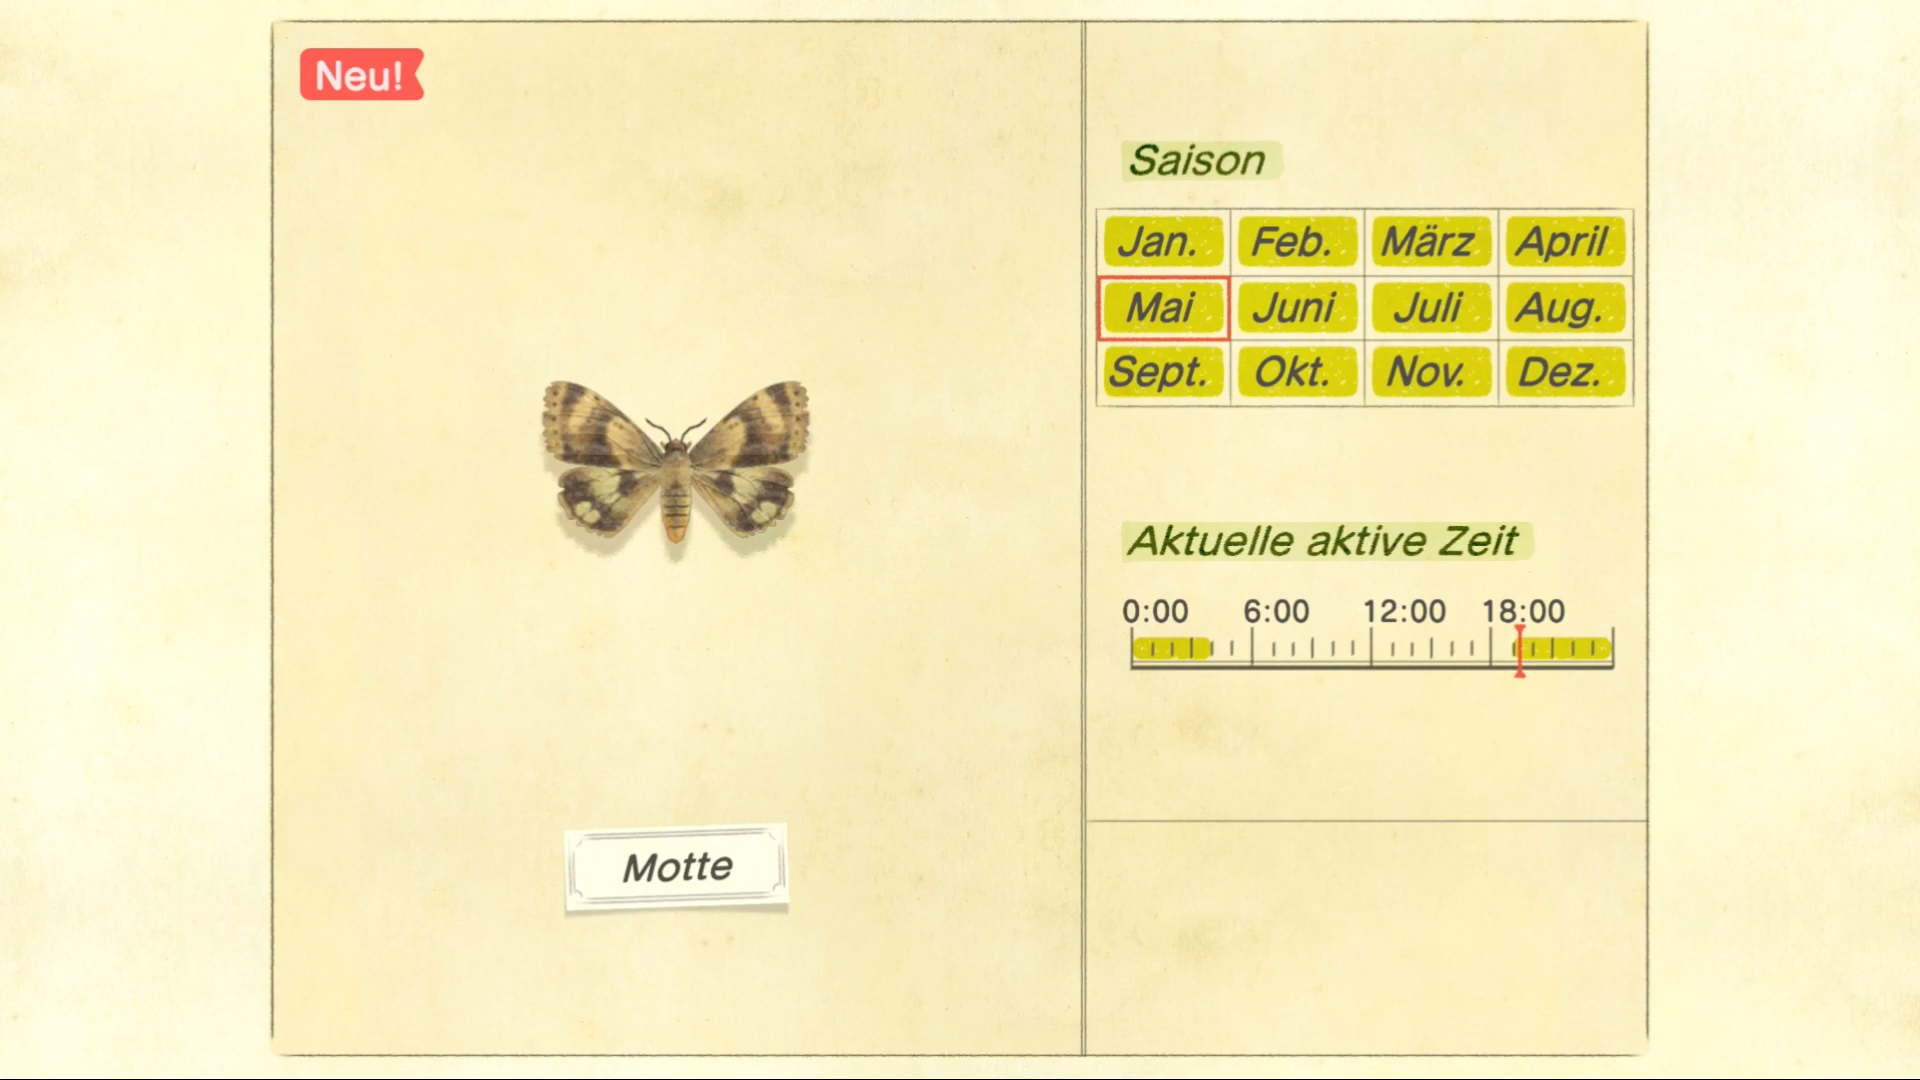 Neu!
Motte
Saison
Jan. Feb. März April
Mai Juni Juli Aug.
Sept. Okt. Nov. Dez.
Aktuelle aktive Zeit
0:00 6:00 12:00 18:00